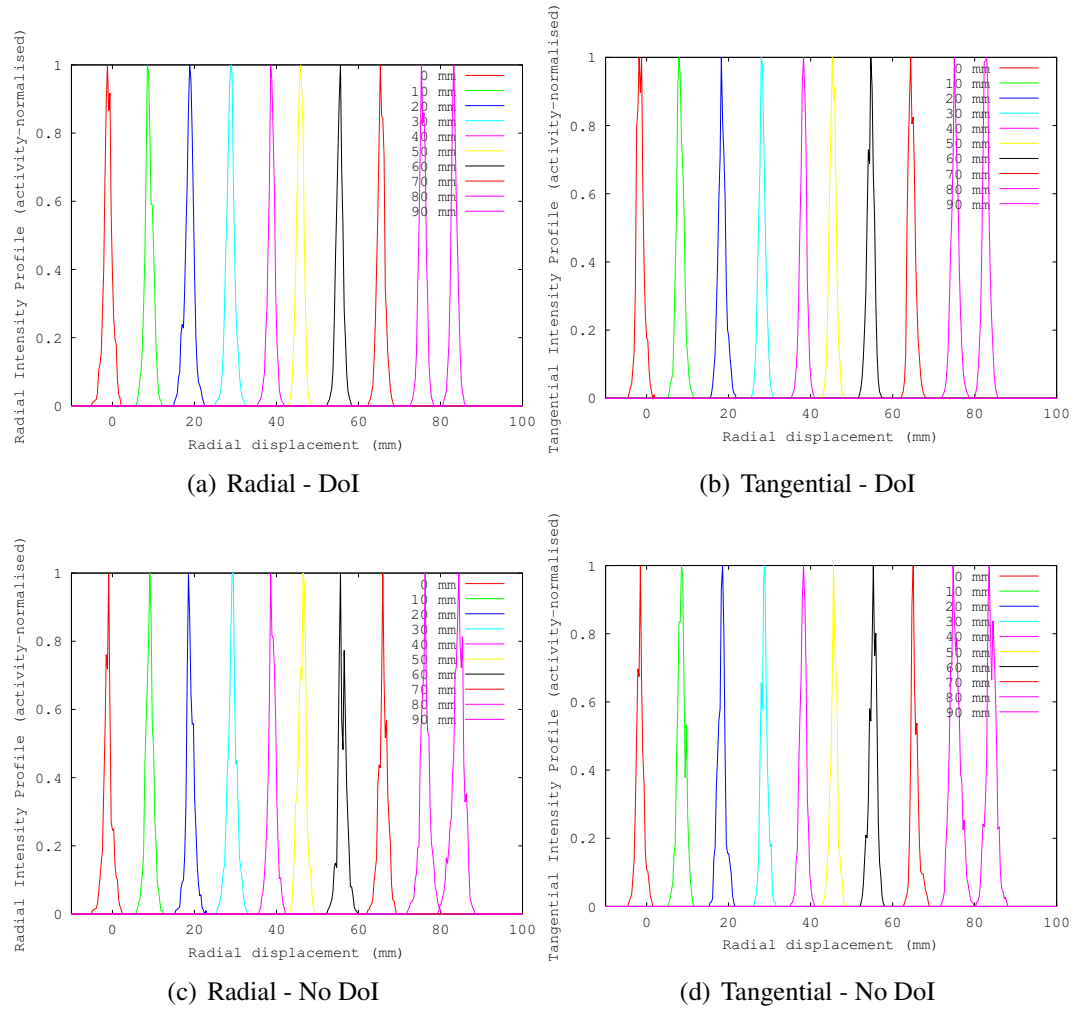 Radial Intensity Profile (activity-normalised)
1
0.8
0.6
0.4
0.2
0
0 mm
10 mm
20 mm
30 mm
40 mm
50 mm
60 mm
70 mm
80 mm
90 mm
0 20 40 60 80 100
Radial displacement (mm)
(a) Radial - DoI
Tangential Intensity Profile (activity-normalised)
1
0.8
0.6
0.4
0.2
0
0 mm
10 mm
20 mm
30 mm
40 mm
50 mm
60 mm
70 mm
80 mm
90 mm
0 20 40 60 80 100
Radial displacement (mm)
(b) Tangential - DoI
Radial Intensity Profile (activity-normalised)
1
0.8
0.6
0.4
0.2
0
0 mm
10 mm
20 mm
30 mm
40 mm
50 mm
60 mm
70 mm
80 mm
90 mm
0 20 40 60 80 100
Radial displacement (mm)
(c) Radial - No DoI
Tangential Intensity Profile (activity-normalised)
1
0.8
0.6
0.4
0.2
0
0 mm
10 mm
20 mm
30 mm
40 mm
50 mm
60 mm
70 mm
80 mm
90 mm
0 20 40 60 80 100
Radial displacement (mm)
(d) Tangential - No DoI